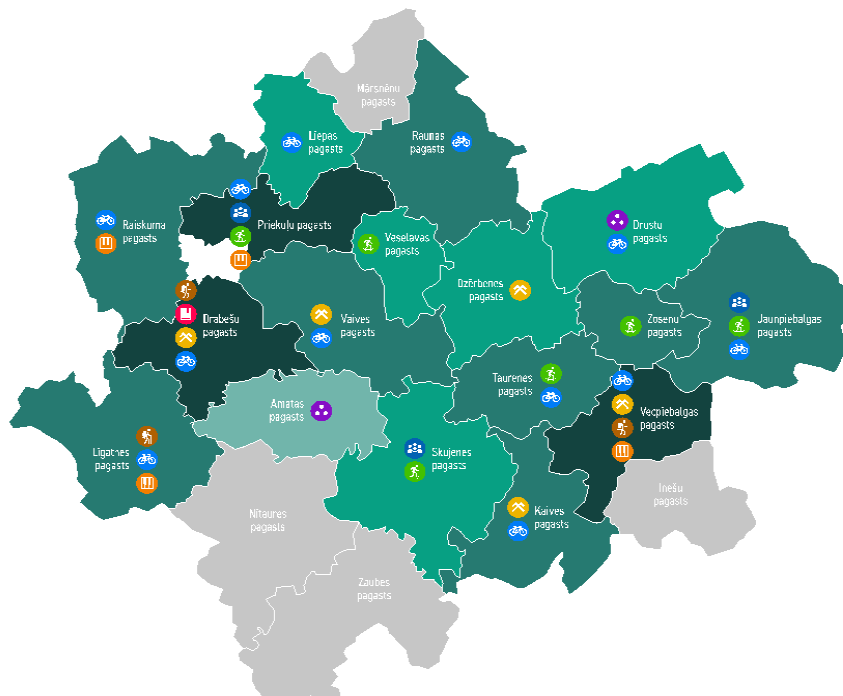 Mārsnēnu
pagasts
Liepas
pagasts
Raunas
pagasts
Raiskuma
pagasts
Priekuļu pagasts
Veselavas
pagasts
Drustu
pagasts
Dzērbenes
pagasts
Drabešu
pagasts
Vaives
pagasts
Zosēnu
pagasts
Jaunpiebalgas
pagasts
Taurenes
pagasts
Amatas
pagasts
Vecpiebalgas
pagasts
Līgatnes
pagasts
Skujenes
pagasts
Inešu
pagasts
Nītaures
pagasts
Kaives
pagasts
Zaubes
pagasts